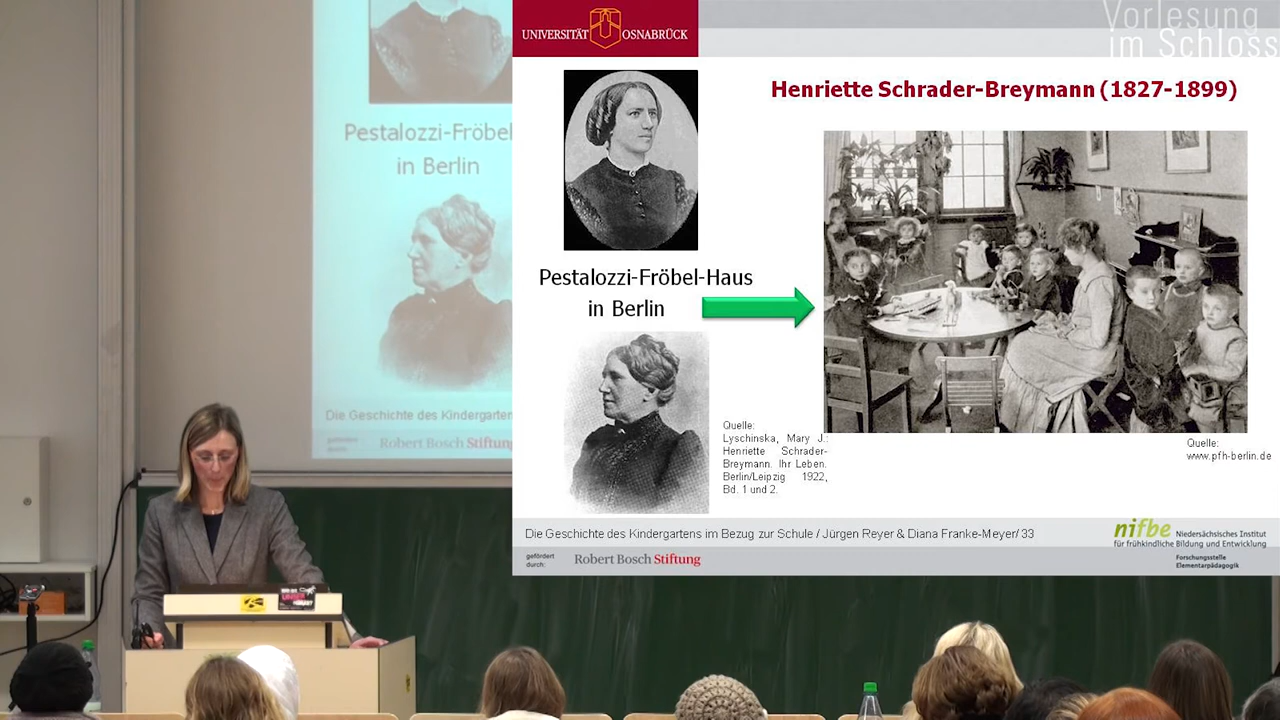 UNIVERSITÄT OSNABRÜCK
Vorlesung
im Schloss
Henriette Schrader-Breymann (1827-1899)
Pestalozzi-Fröbel-Haus
in Berlin
Quelle:
Lyschinska, Mary J.:
Henriette Schrader-
Breymann. Ihr Leben.
Berlin/Leipzig 1922,
Bd. 1 und 2.
Quelle:
www.pfh-berlin.de
Die Geschichte des Kindergartens im Bezug zur Schule / Jürgen Reyer & Diana Franke-Meyer/ 33
gefördert
durch:
Robert Bosch Stiftung
nifbe Niedersächsisches Institut
für frühkindliche Bildung und Entwicklung
Forschungsstelle
Elementarpädagogik
Pestalozzi-Fröbel
in Berlin
Die Geschichte des Kindergartens
gefördert
durch:
Robert Bosch Stiftung